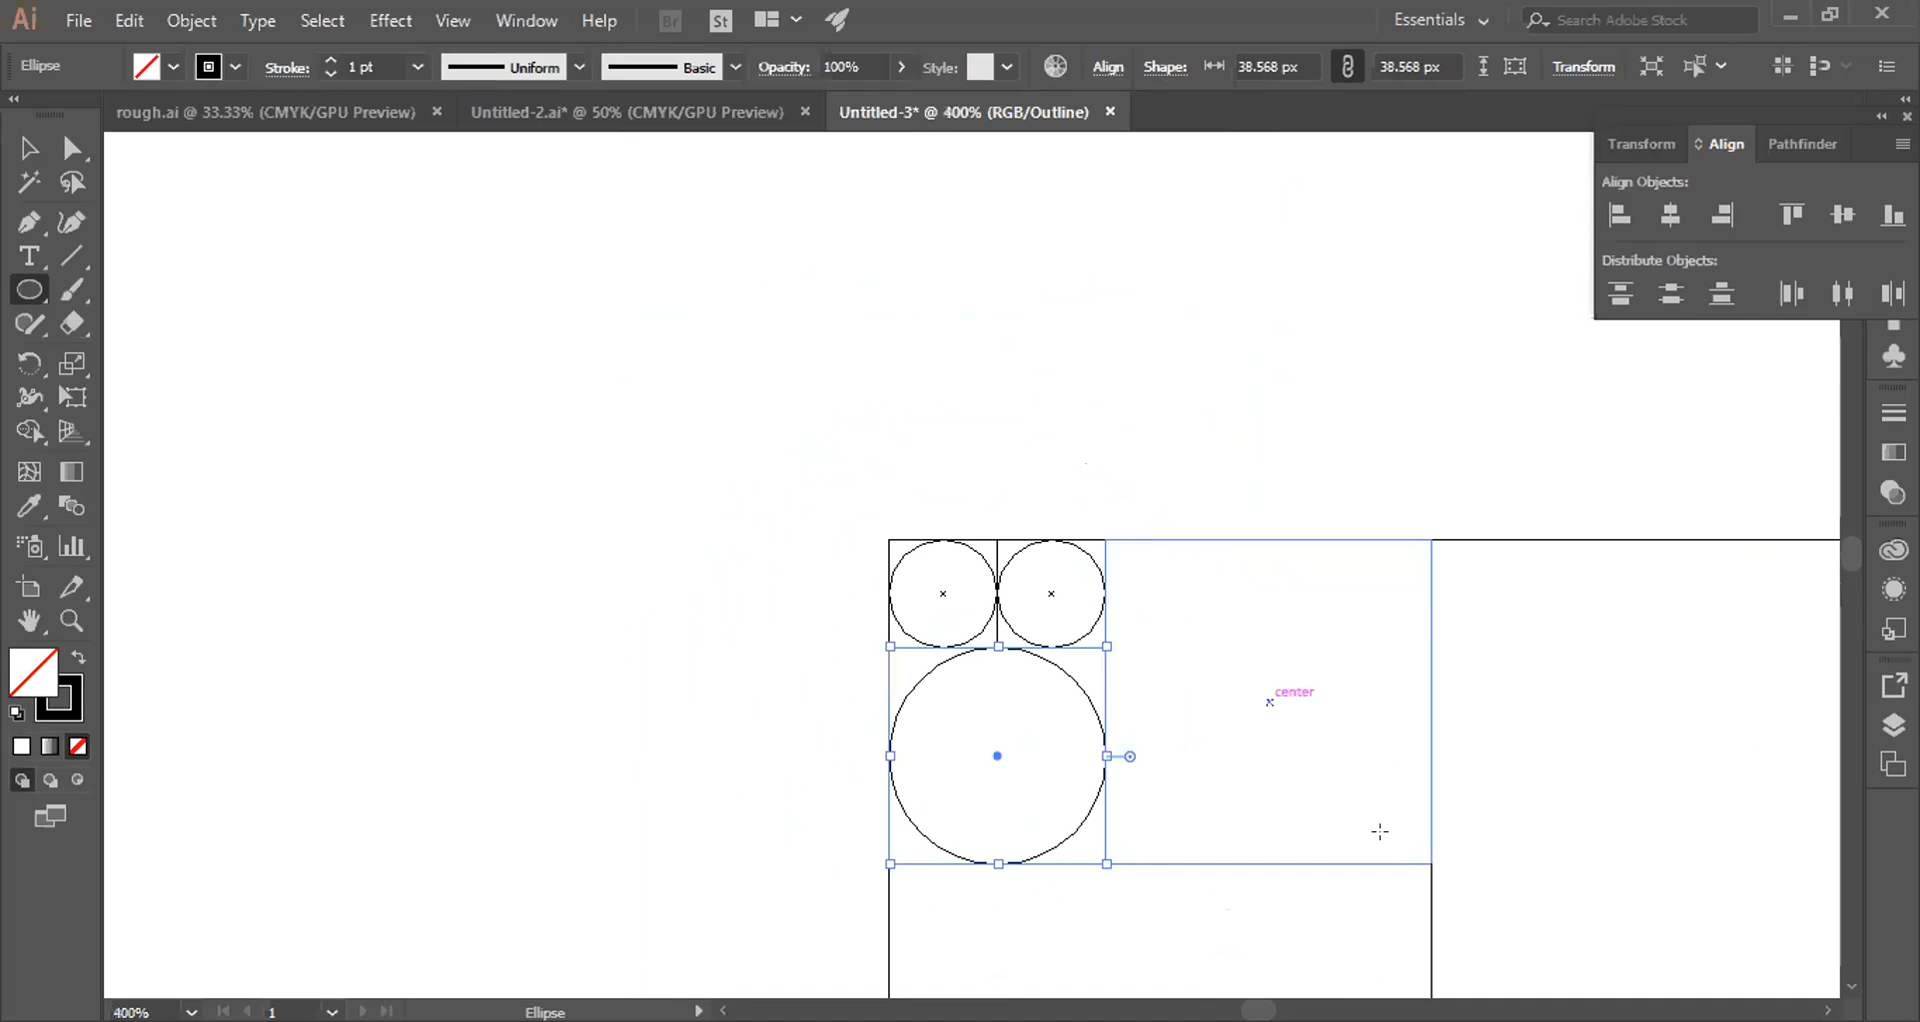 Ai File Edit Object Type Select Effect View Window Help Br St Essentials Search Adobe Stock
Ellipse Stroke: 1 pt Uniform Basic Opacity: 100% Style: Align Shape: 38.568 px 38.568 px Transform
rough.ai @ 33.33% (CMYK/GPU Preview) Untitled-2.ai* @ 50% (CMYK/GPU Preview) Untitled-3* @ 400% (RGB/Outline)
Transform Align Pathfinder
Align Objects:
Distribute Objects:
center
400% 1 Ellipse